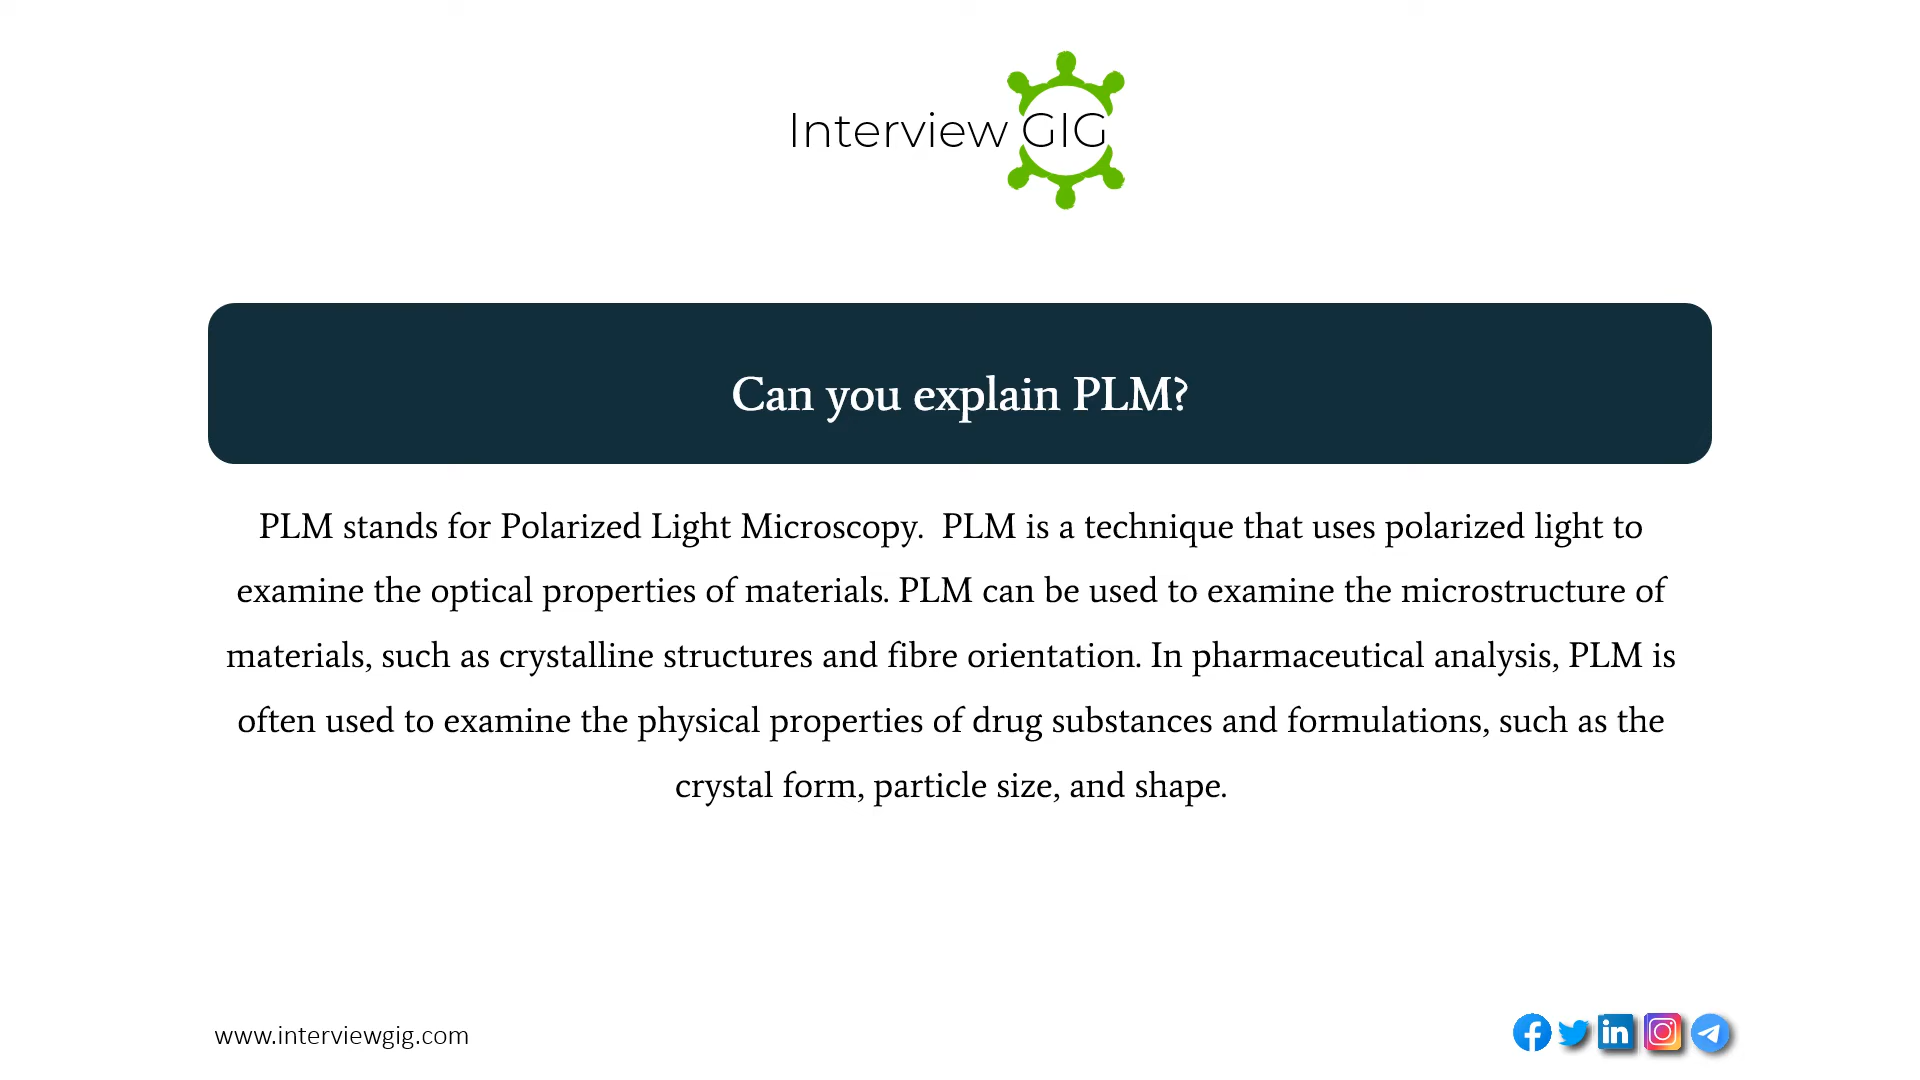 Interview GIG
Can you explain PLM?
PLM stands for Polarized Light Microscopy.  PLM is a technique that uses polarized light to
examine the optical properties of materials. PLM can be used to examine the microstructure of
materials, such as crystalline structures and fibre orientation. In pharmaceutical analysis, PLM is
often used to examine the physical properties of drug substances and formulations, such as the
crystal form, particle size, and shape.
www.interviewgig.com
in